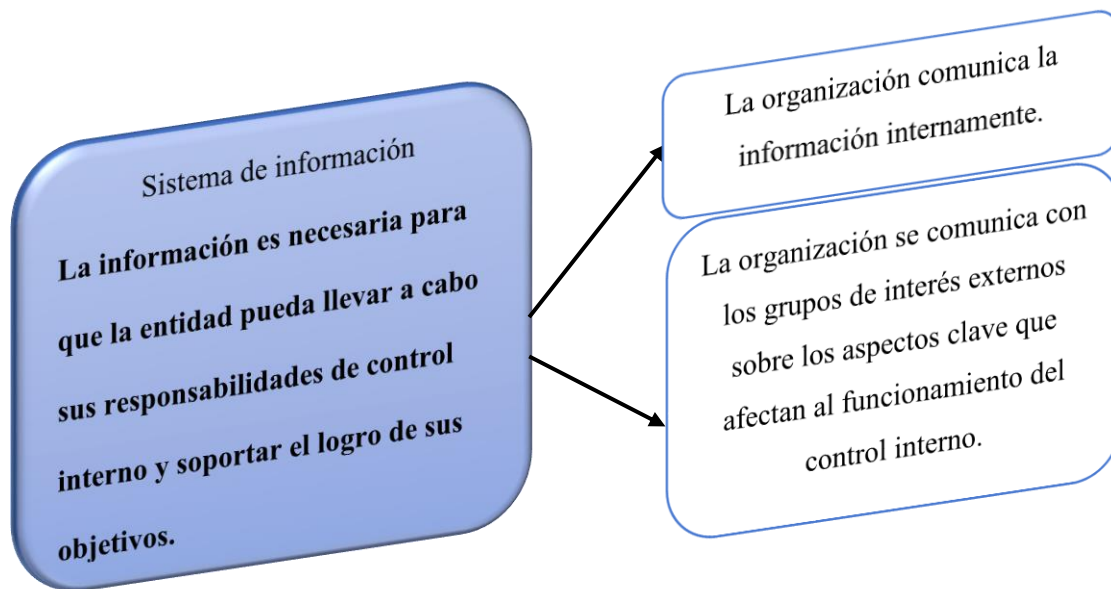 Sistema de información
La información es necesaria para
que la entidad pueda llevar a cabo
sus responsabilidades de control
interno y soportar el logro de sus
objetivos.
La organización comunica la
información internamente.
La organización se comunica con
los grupos de interés externos
sobre los aspectos clave que
afectan al funcionamiento del
control interno.